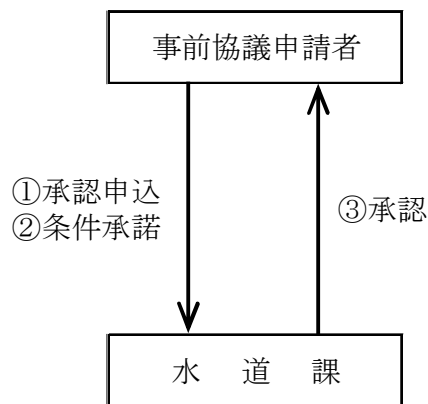 事前協議申請者
①承認申込
②条件承諾
③承認
水　道　課